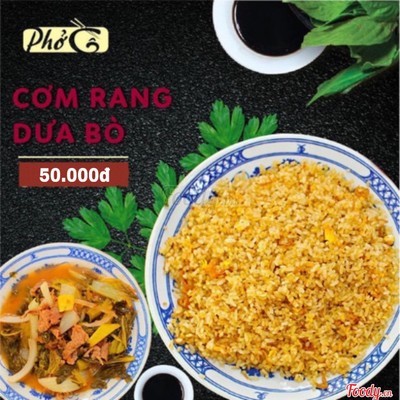 Phở Cồ
CƠM RANG
DƯA BÒ
50.000đ
Foody.vn